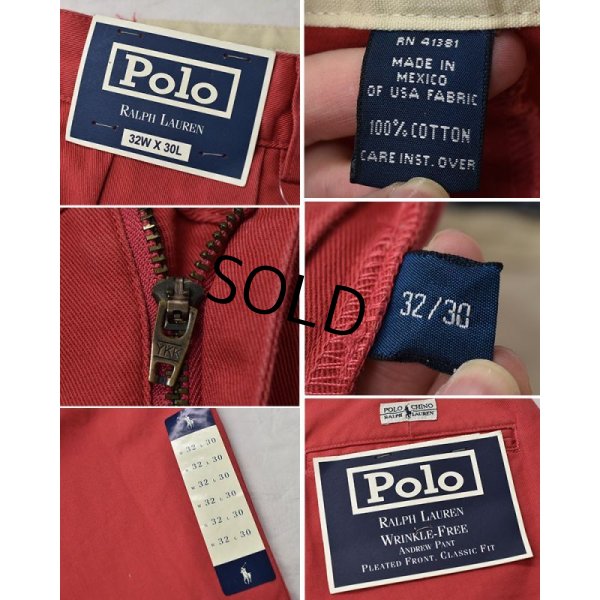 Polo
RALPH LAUREN
32W X 30L
RN 41381
MADE IN
MEXICO
OF USA FABRIC
100% COTTON
CARE INST. OVER
YKK
SOLD
32/30
W 32 L 30
W 32 L 30
W 32 L 30
W 32 L 30
W 32 L 30
W 32 L 30
POLO CHINO
RALPH LAUREN
Polo
RALPH LAUREN
WRINKLE-FREE
ANDREW PANT
PLEATED FRONT, CLASSIC FIT